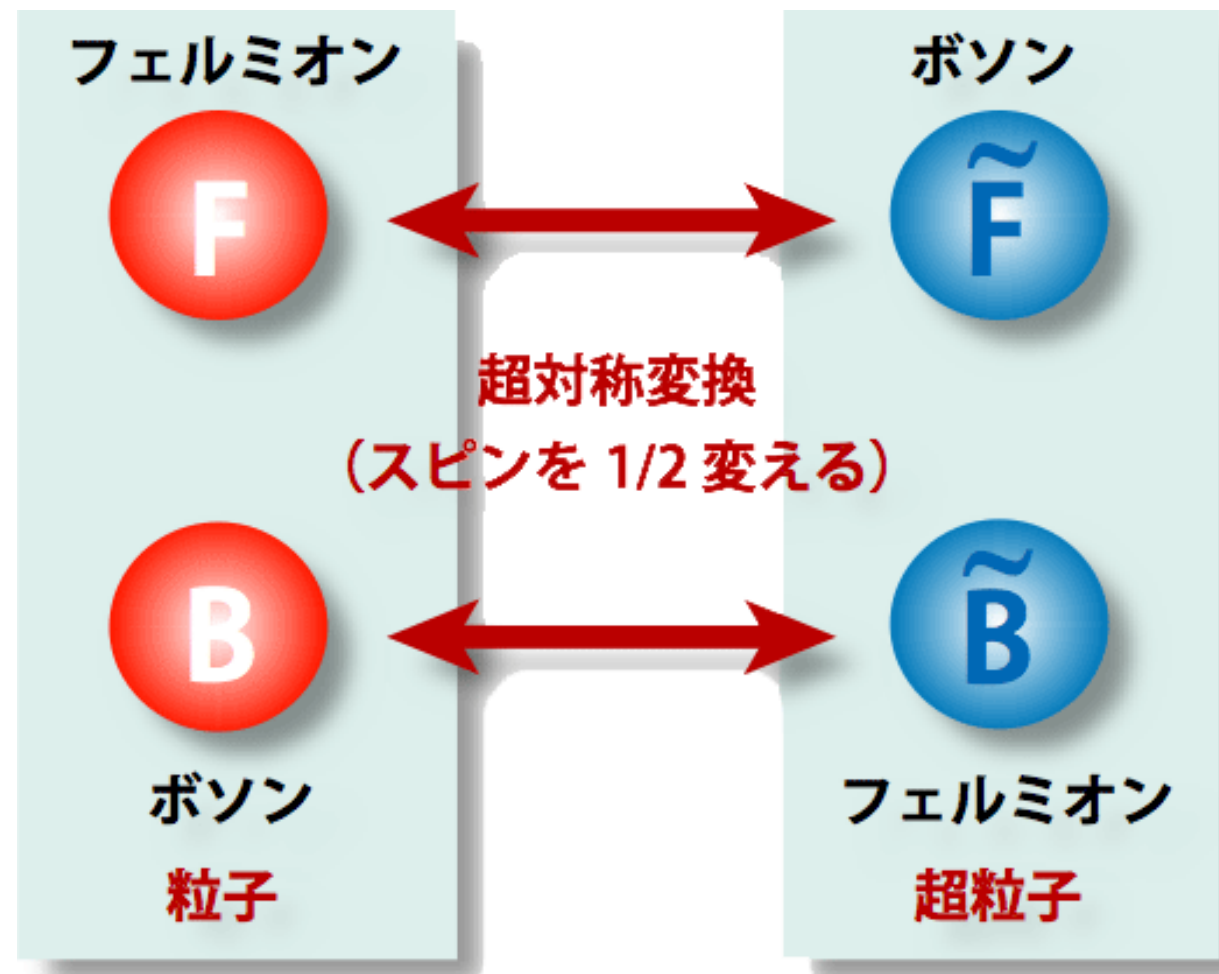 フェルミオン
ボソン
F
F̃
超対称変換
（スピンを 1/2 変える）
B
B̃
ボソン
フェルミオン
粒子
超粒子